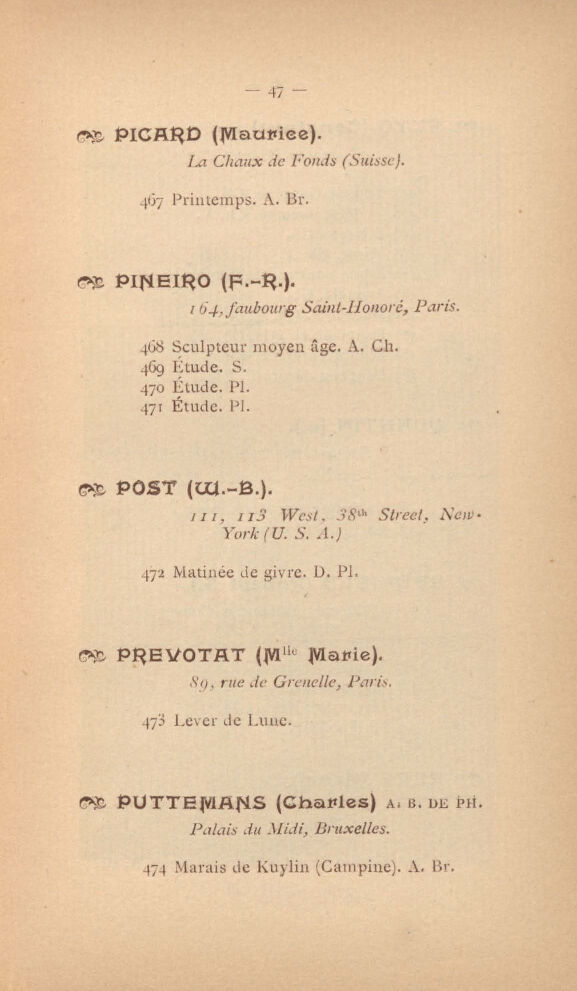 — 47 —
PICARD (Maurice).
La Chaux de Fonds (Suisse).
467 Printemps. A. Br.
PINEIRO (F.-R.).
164, faubourg Saint-Honoré, Paris.
468 Sculpteur moyen âge. A. Ch.
469 Étude. S.
470 Étude. Pl.
471 Étude. Pl.
POST (W.-B.).
111, 113 West, 38th Street, New-
York (U. S. A.)
472 Matinée de givre. D. Pl.
PREVOTAT (Mlle Marie).
89, rue de Grenelle, Paris.
473 Lever de Lune.
PUTTEMANS (Charles) A. B. DE PH.
Palais du Midi, Bruxelles.
474 Marais de Kuylin (Campine). A. Br.